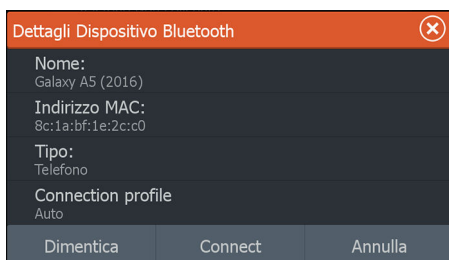 Dettagli Dispositivo Bluetooth
Nome:
Galaxy A5 (2016)
Indirizzo MAC:
8c:1a:bf:1e:2c:c0
Tipo:
Telefono
Connection profile
Auto
Dimentica Connect Annulla